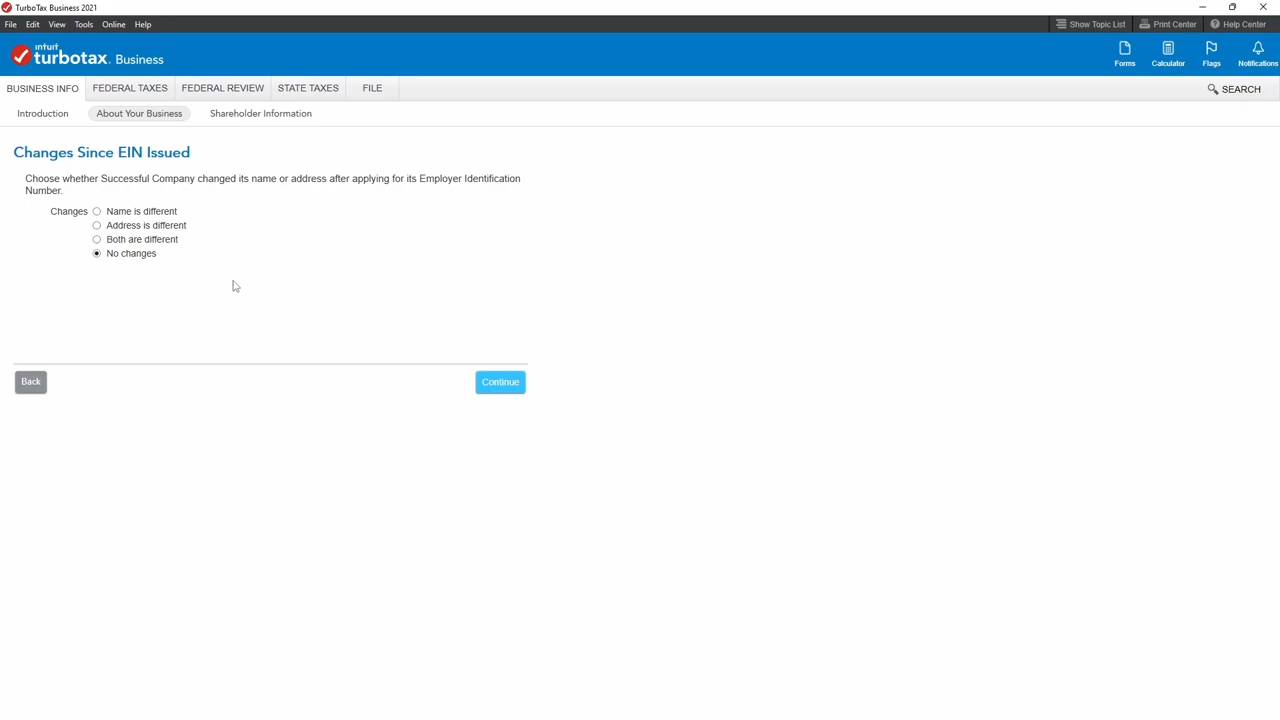 TurboTax Business 2021
File Edit View Tools Online Help
Show Topic List Print Center Help Center
intuit
turbotax. Business
Forms Calculator Flags Notifications
BUSINESS INFO FEDERAL TAXES FEDERAL REVIEW STATE TAXES FILE
SEARCH
Introduction About Your Business Shareholder Information
Changes Since EIN Issued
Choose whether Successful Company changed its name or address after applying for its Employer Identification
Number.
Changes Name is different
Address is different
Both are different
No changes
Back Continue